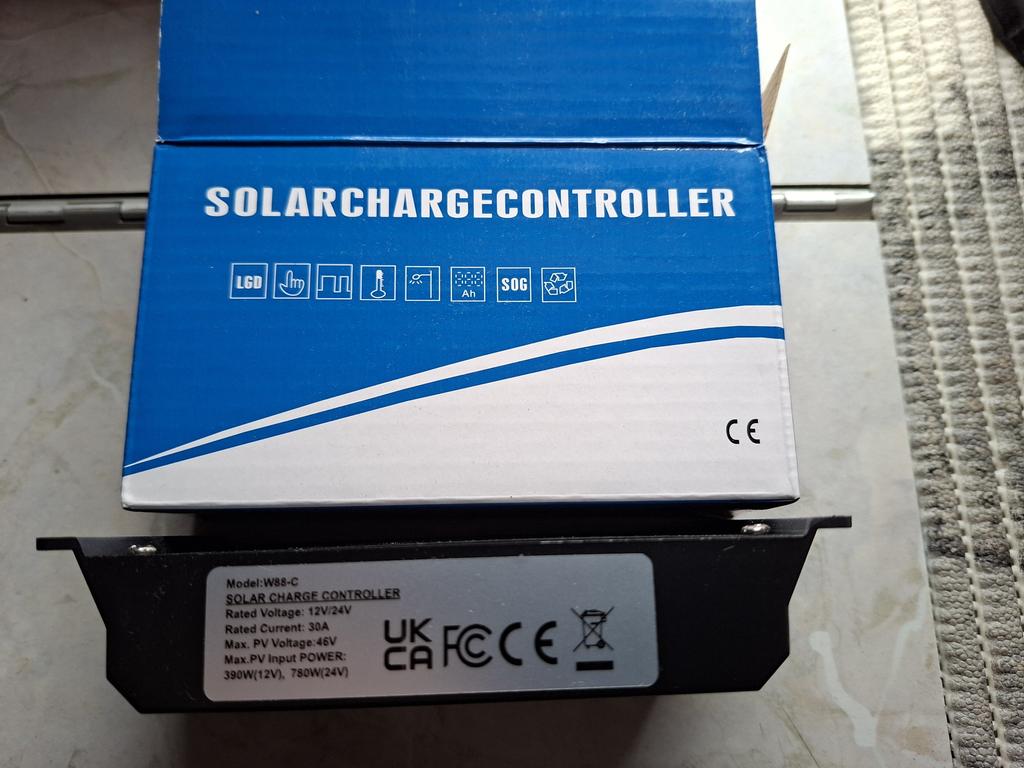 SOLARCHARGECONTROLLER
LGD
Ah
SOG
CE
Model:W88-C
SOLAR CHARGE CONTROLLER
Rated Voltage: 12V/24V
Rated Current: 30A
Max. PV Voltage:46V
Max.PV Input POWER:
390W(12V), 780W(24V)
UK
CA
FC
CE